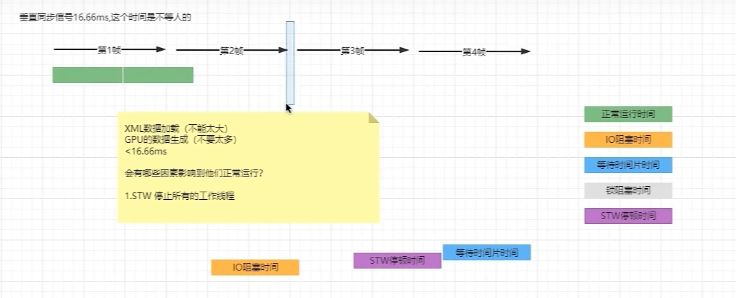 垂直同步信号16.66ms,这个时间是不等人的
第1帧
第2帧
第3帧
第4帧
XML数据加载（不能太大）
GPU的数据生成（不要太多）
<16.66ms
会有哪些因素影响到他们正常运行?
1.STW 停止所有的工作线程
正常运行时间
IO阻塞时间
等待时间片时间
锁阻塞时间
STW停顿时间
IO阻塞时间
STW停顿时间
等待时间片时间